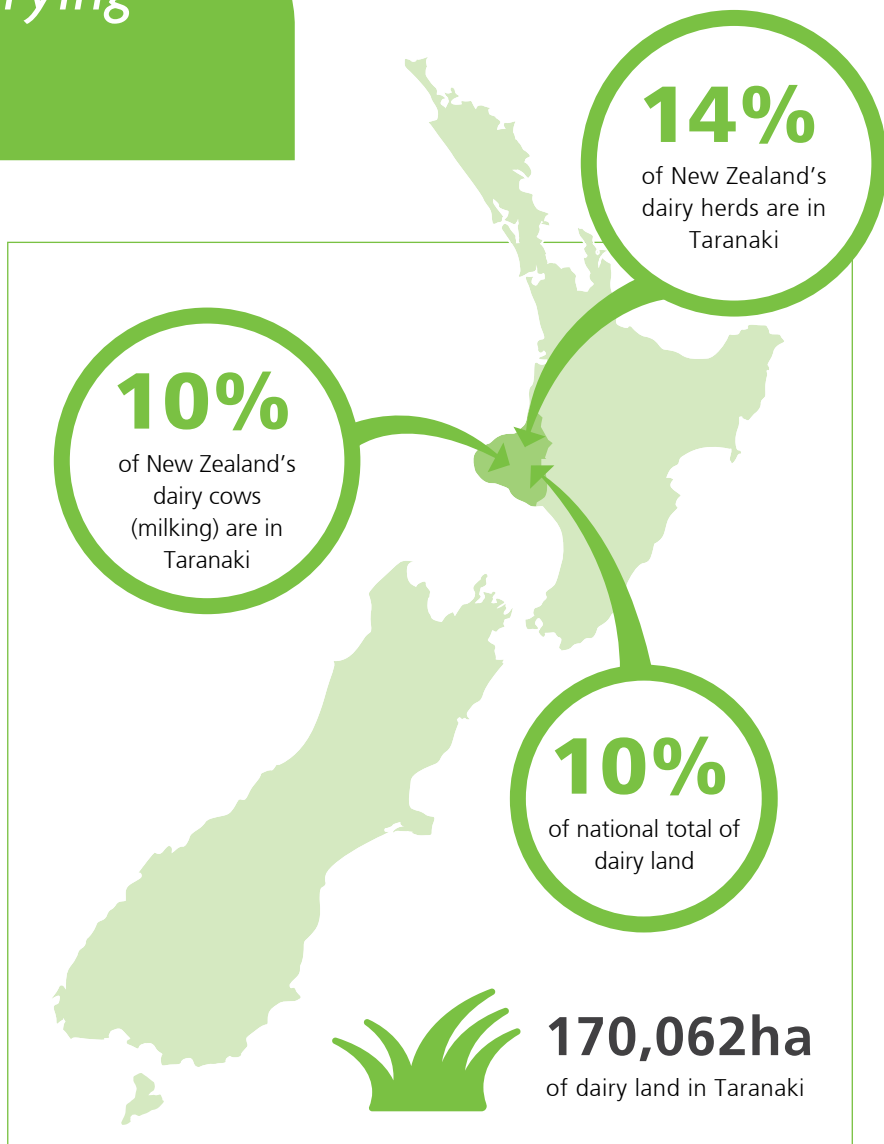 14%
of New Zealand's
dairy herds are in
Taranaki
10%
of New Zealand's
dairy cows
(milking) are in
Taranaki
10%
of national total of
dairy land
170,062ha
of dairy land in Taranaki